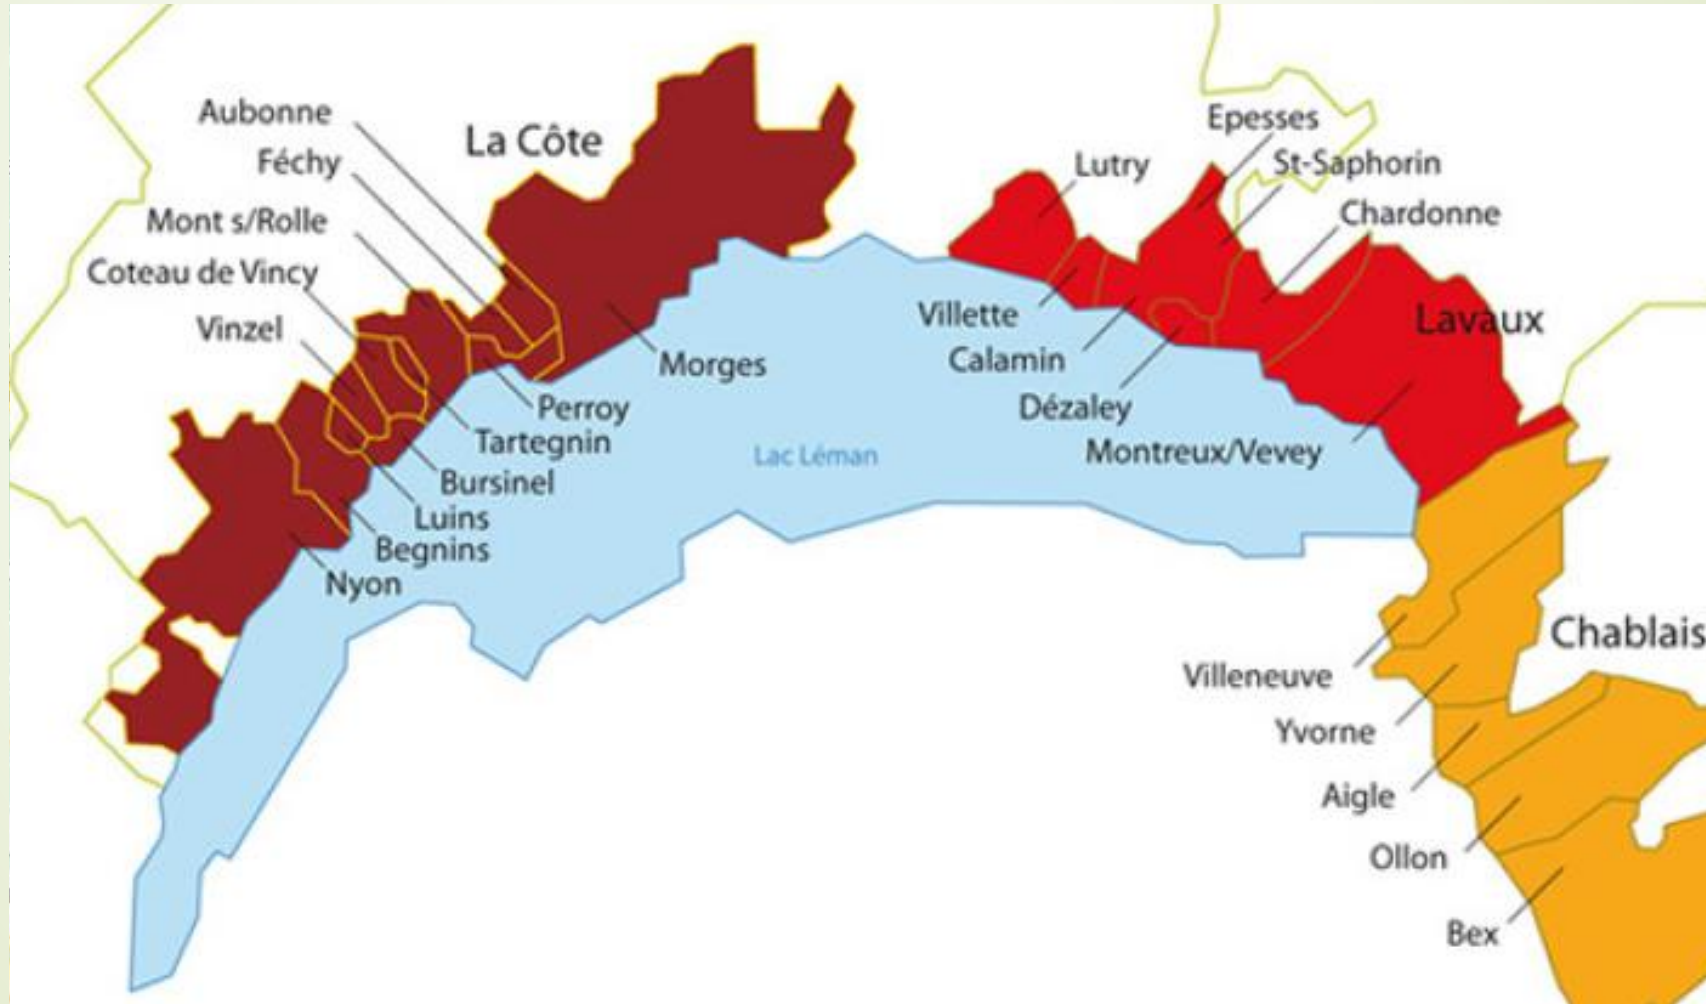 Aubonne
La Côte
Féchy
Mont s/Rolle
Coteau de Vincy
Vinzel
Morges
Perroy
Tartegnin
Bursinel
Luins
Begnins
Nyon
Lac Léman
Epesses
Lutry
St-Saphorin
Chardonne
Villette
Lavaux
Calamin
Dézaley
Montreux/Vevey
Chablais
Villeneuve
Yvorne
Aigle
Ollon
Bex